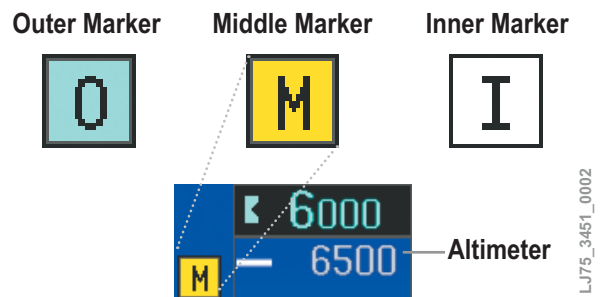 Outer Marker Middle Marker Inner Marker
O M I
6000
M 6500 Altimeter
LJ75_3451_0002